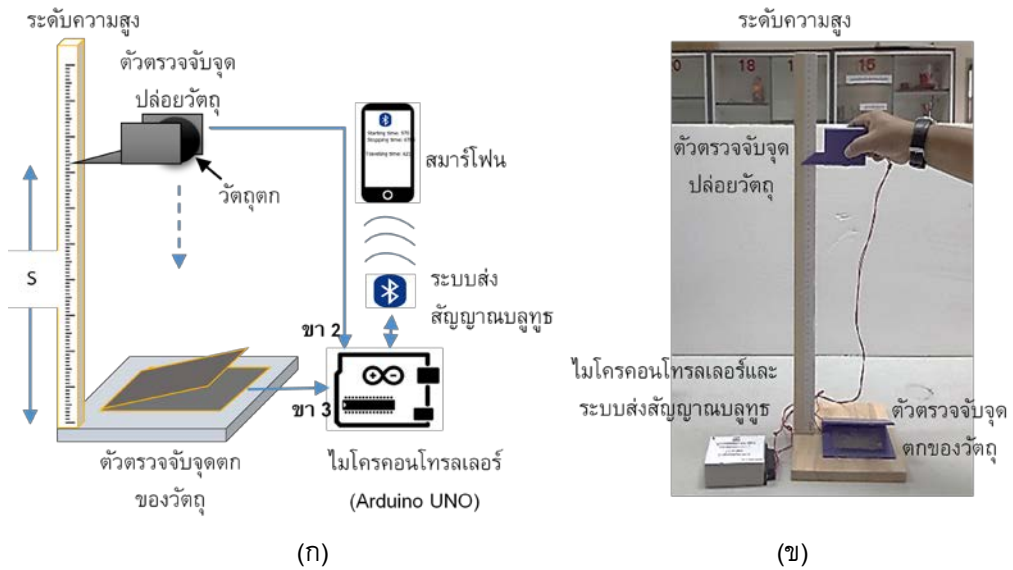 ระดับความสูง
ตัวตรวจจับจุด
ปล่อยวัตถุ
วัตถุตก
สมาร์โฟน
S
ระบบส่ง
สัญญาณบลูทูธ
ขา 2
ขา 3
ตัวตรวจจับจุดตก
ของวัตถุ
ไมโครคอนโทรลเลอร์
(Arduino UNO)
(ก)
ระดับความสูง
18
15
ตัวตรวจจับจุด
ปล่อยวัตถุ
ไมโครคอนโทรลเลอร์และ
ระบบส่งสัญญาณบลูทูธ
ตัวตรวจจับจุด
ตกของวัตถุ
(ข)